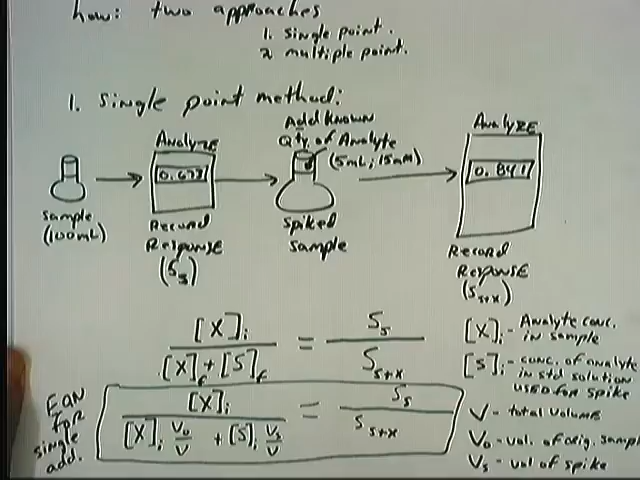 how: two approaches
1. single point.
2 multiple point.
1. single point method:
Analyze
Add Known
Qty of Analyte
(5mL; 15mM)
Analyze
0.841
Sample
(100mL)
Record
Response
(Ss)
Spiked
Sample
Record
Response
(Ss+x)
[X]i / [X]f + [S]f = Ss / Ss+x
[X]i - Analyte conc. in sample
[S]i - conc. of analyte in std solution used for spike
V - total volume
Vo - vol. of orig. sample
Vs - vol of spike
EQN
for
single
add.
[X]i / [X]i Vo/V + [S]i Vs/V = Ss / Ss+x